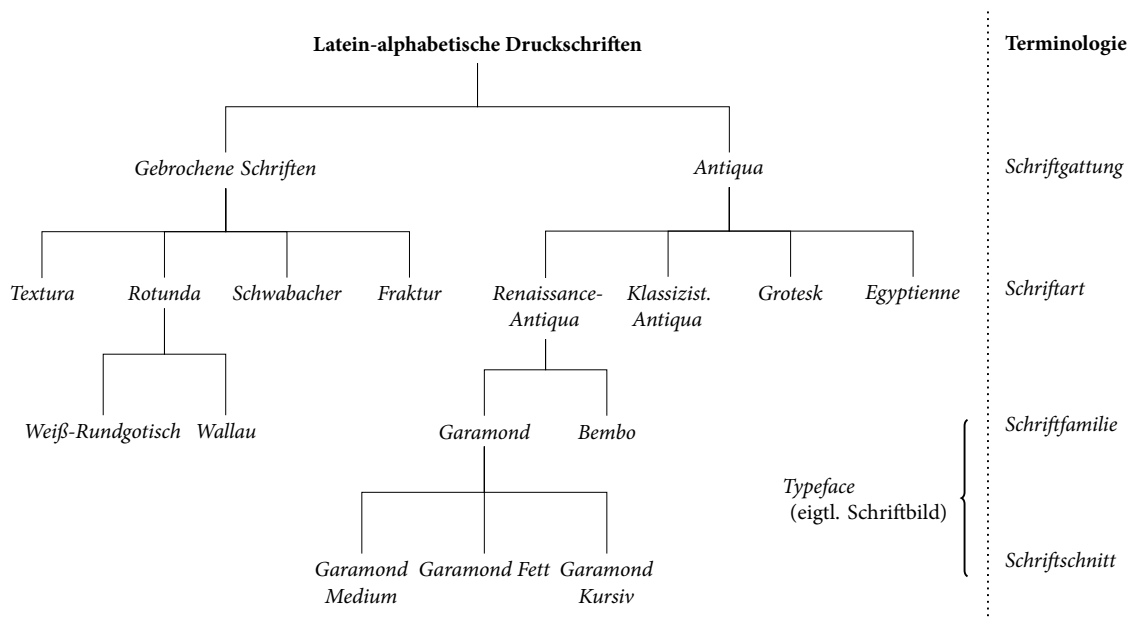 Latein-alphabetische Druckschriften
Terminologie
Gebrochene Schriften
Antiqua
Schriftgattung
Textura
Rotunda
Schwabacher
Fraktur
Renaissance-
Antiqua
Klassizist.
Antiqua
Grotesk
Egyptienne
Schriftart
Weiß-Rundgotisch
Wallau
Garamond
Bembo
Schriftfamilie
Typeface
(eigtl. Schriftbild)
Garamond
Medium
Garamond Fett
Garamond
Kursiv
Schriftschnitt